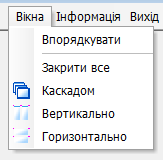 Вікна Інформація Вихід
Впорядкувати
Закрити все
Каскадом
Вертикально
Горизонтально